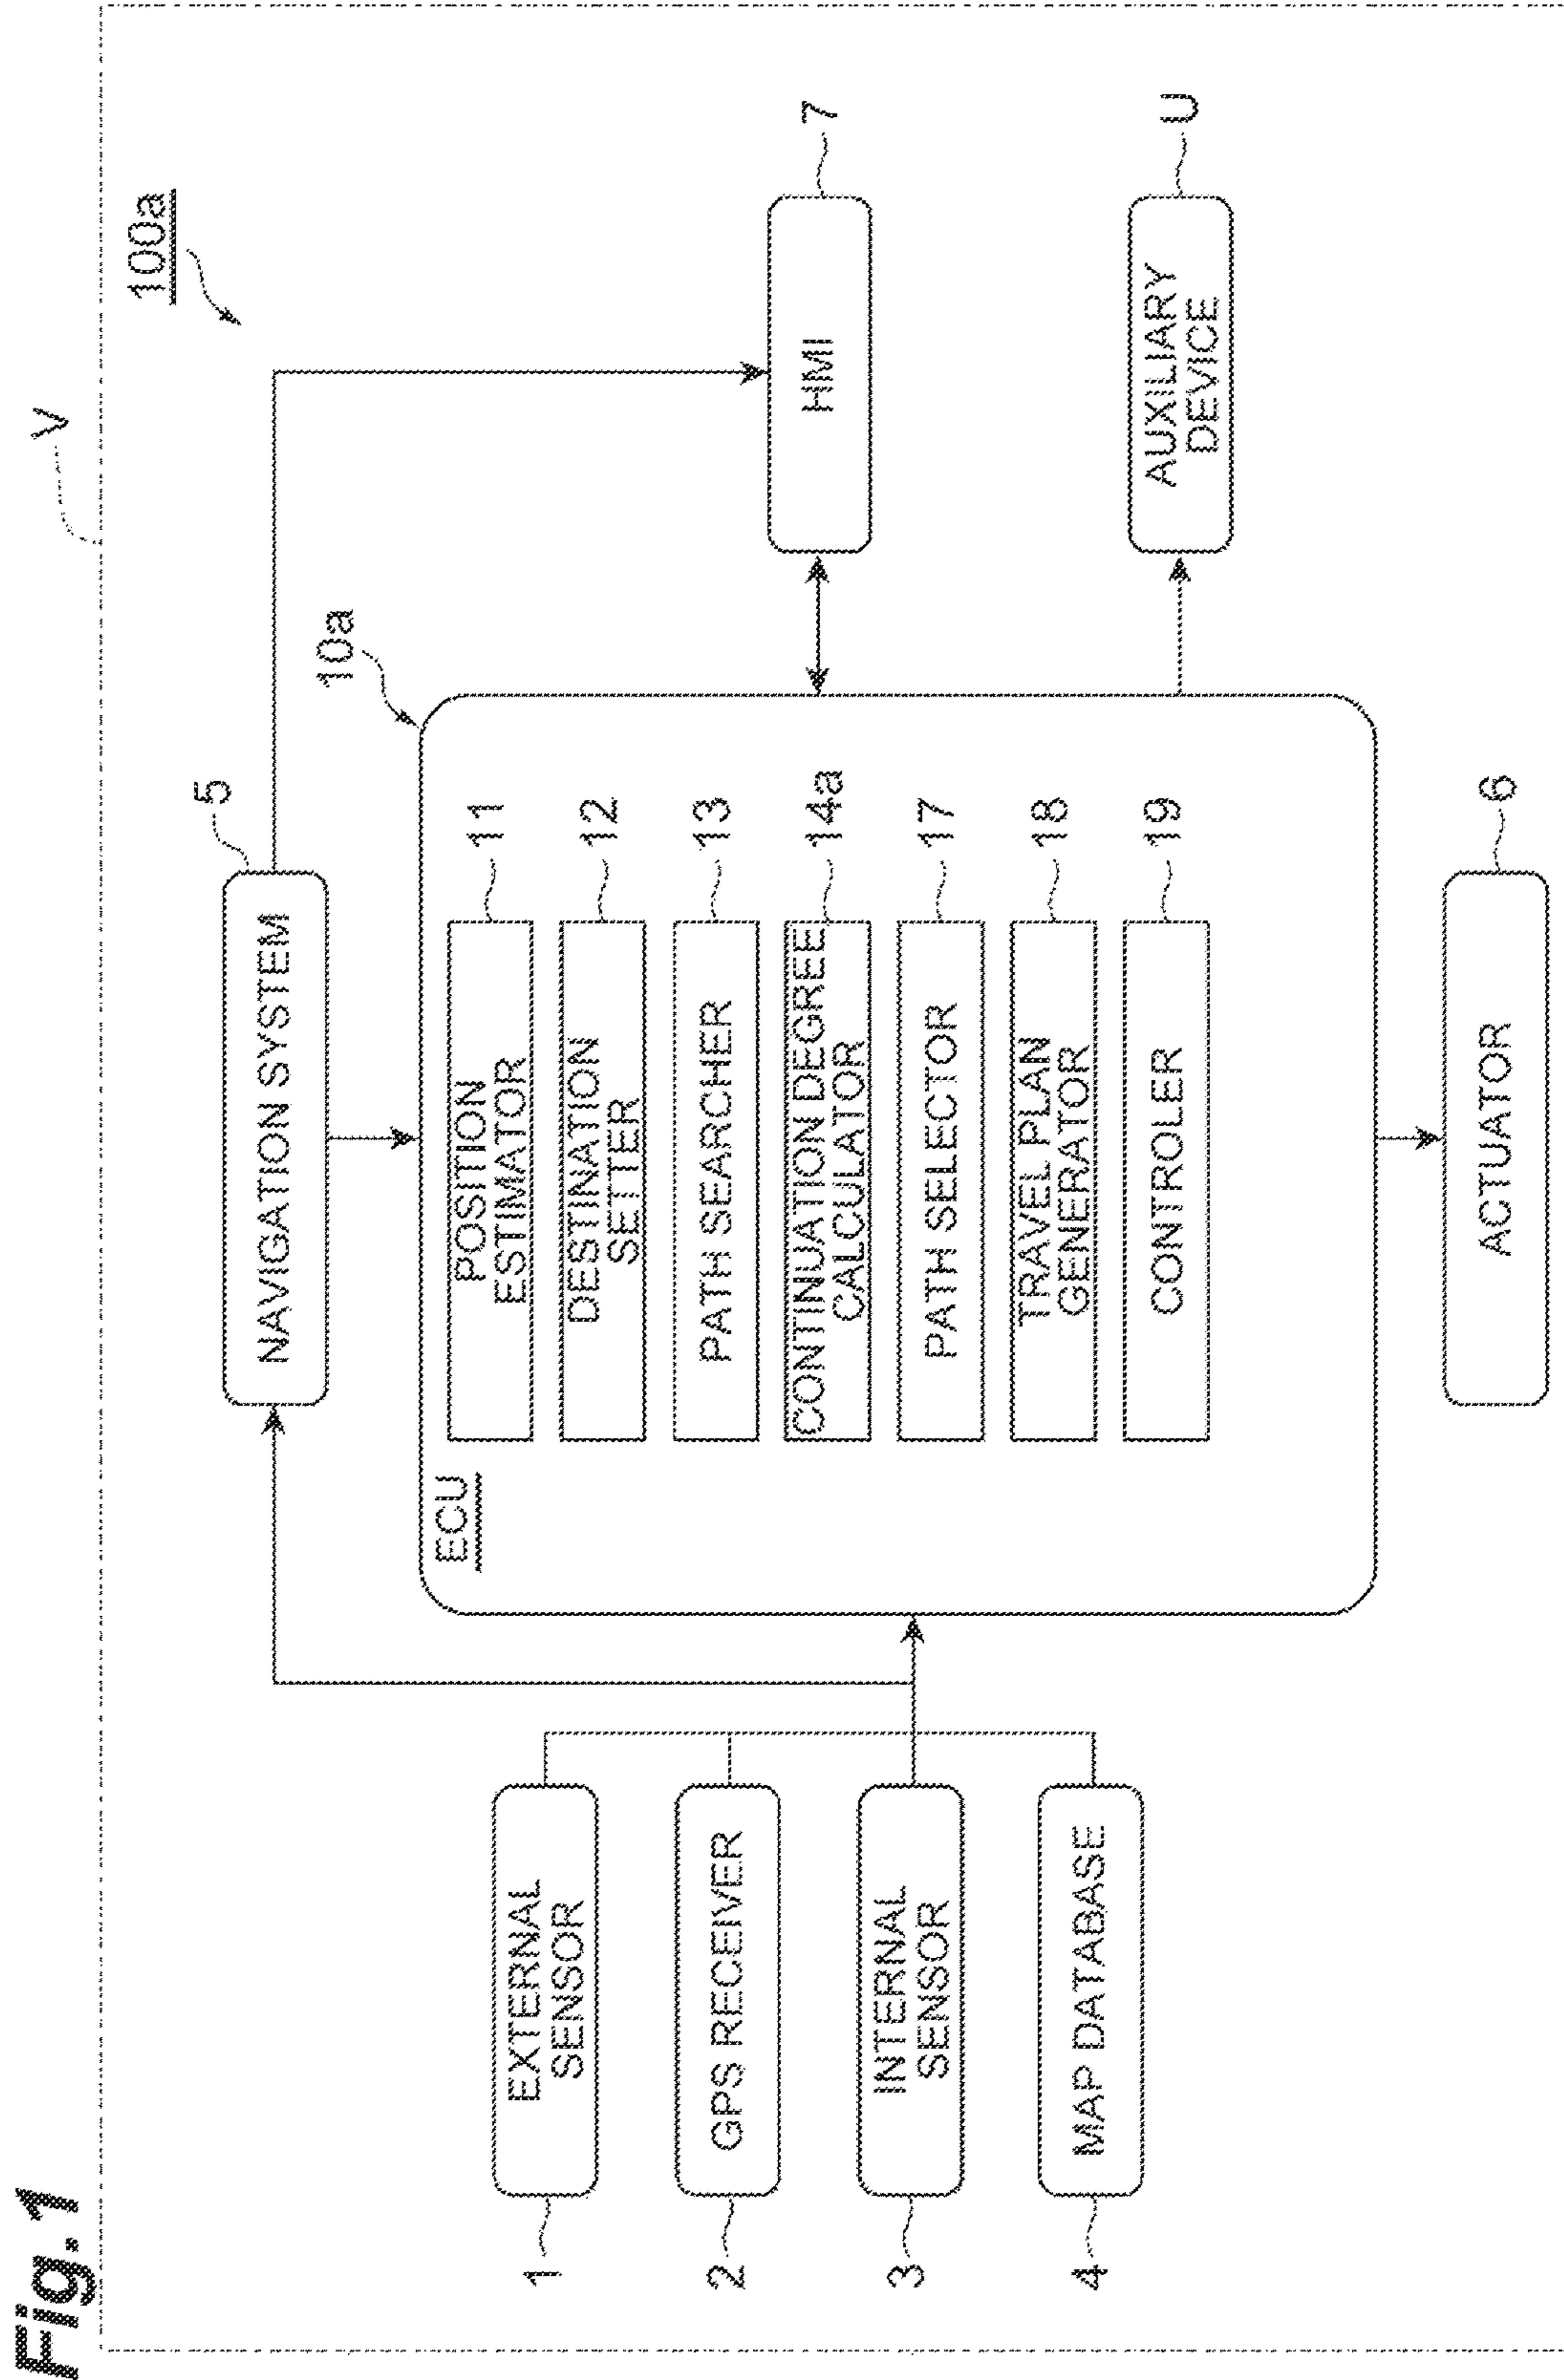 Fig.1
V
100a
NAVIGATION SYSTEM
5
10a
ECU
EXTERNAL
SENSOR
1
GPS RECEIVER
2
INTERNAL
SENSOR
3
MAP DATABASE
4
POSITION
ESTIMATOR
11
DESTINATION
SETTER
12
PATH SEARCHER
13
CONTINUATION DEGREE
CALCULATOR
14a
PATH SELECTOR
17
TRAVEL PLAN
GENERATOR
18
CONTROLER
19
HMI
7
AUXILIARY
DEVICE
U
ACTUATOR
6